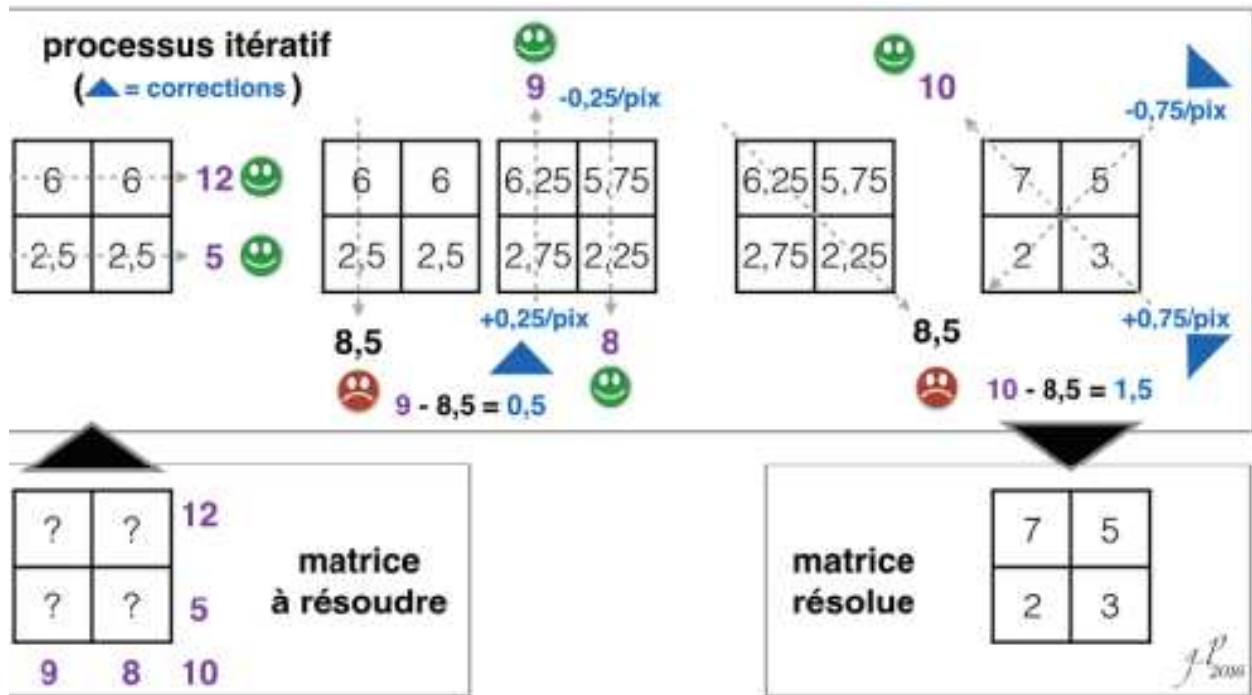 processus itératif
( = corrections )
9
-0,25/pix
10
-0,75/pix
6 6 12
2,5 2,5 5
6 6
2,5 2,5
6,25 5,75
2,75 2,25
6,25 5,75
2,75 2,25
7 5
2 3
8,5
+0,25/pix
8
9 - 8,5 = 0,5
8,5
+0,75/pix
10 - 8,5 = 1,5
? ? 12
? ? 5
9 8 10
matrice
à résoudre
matrice
résolue
7 5
2 3
2016